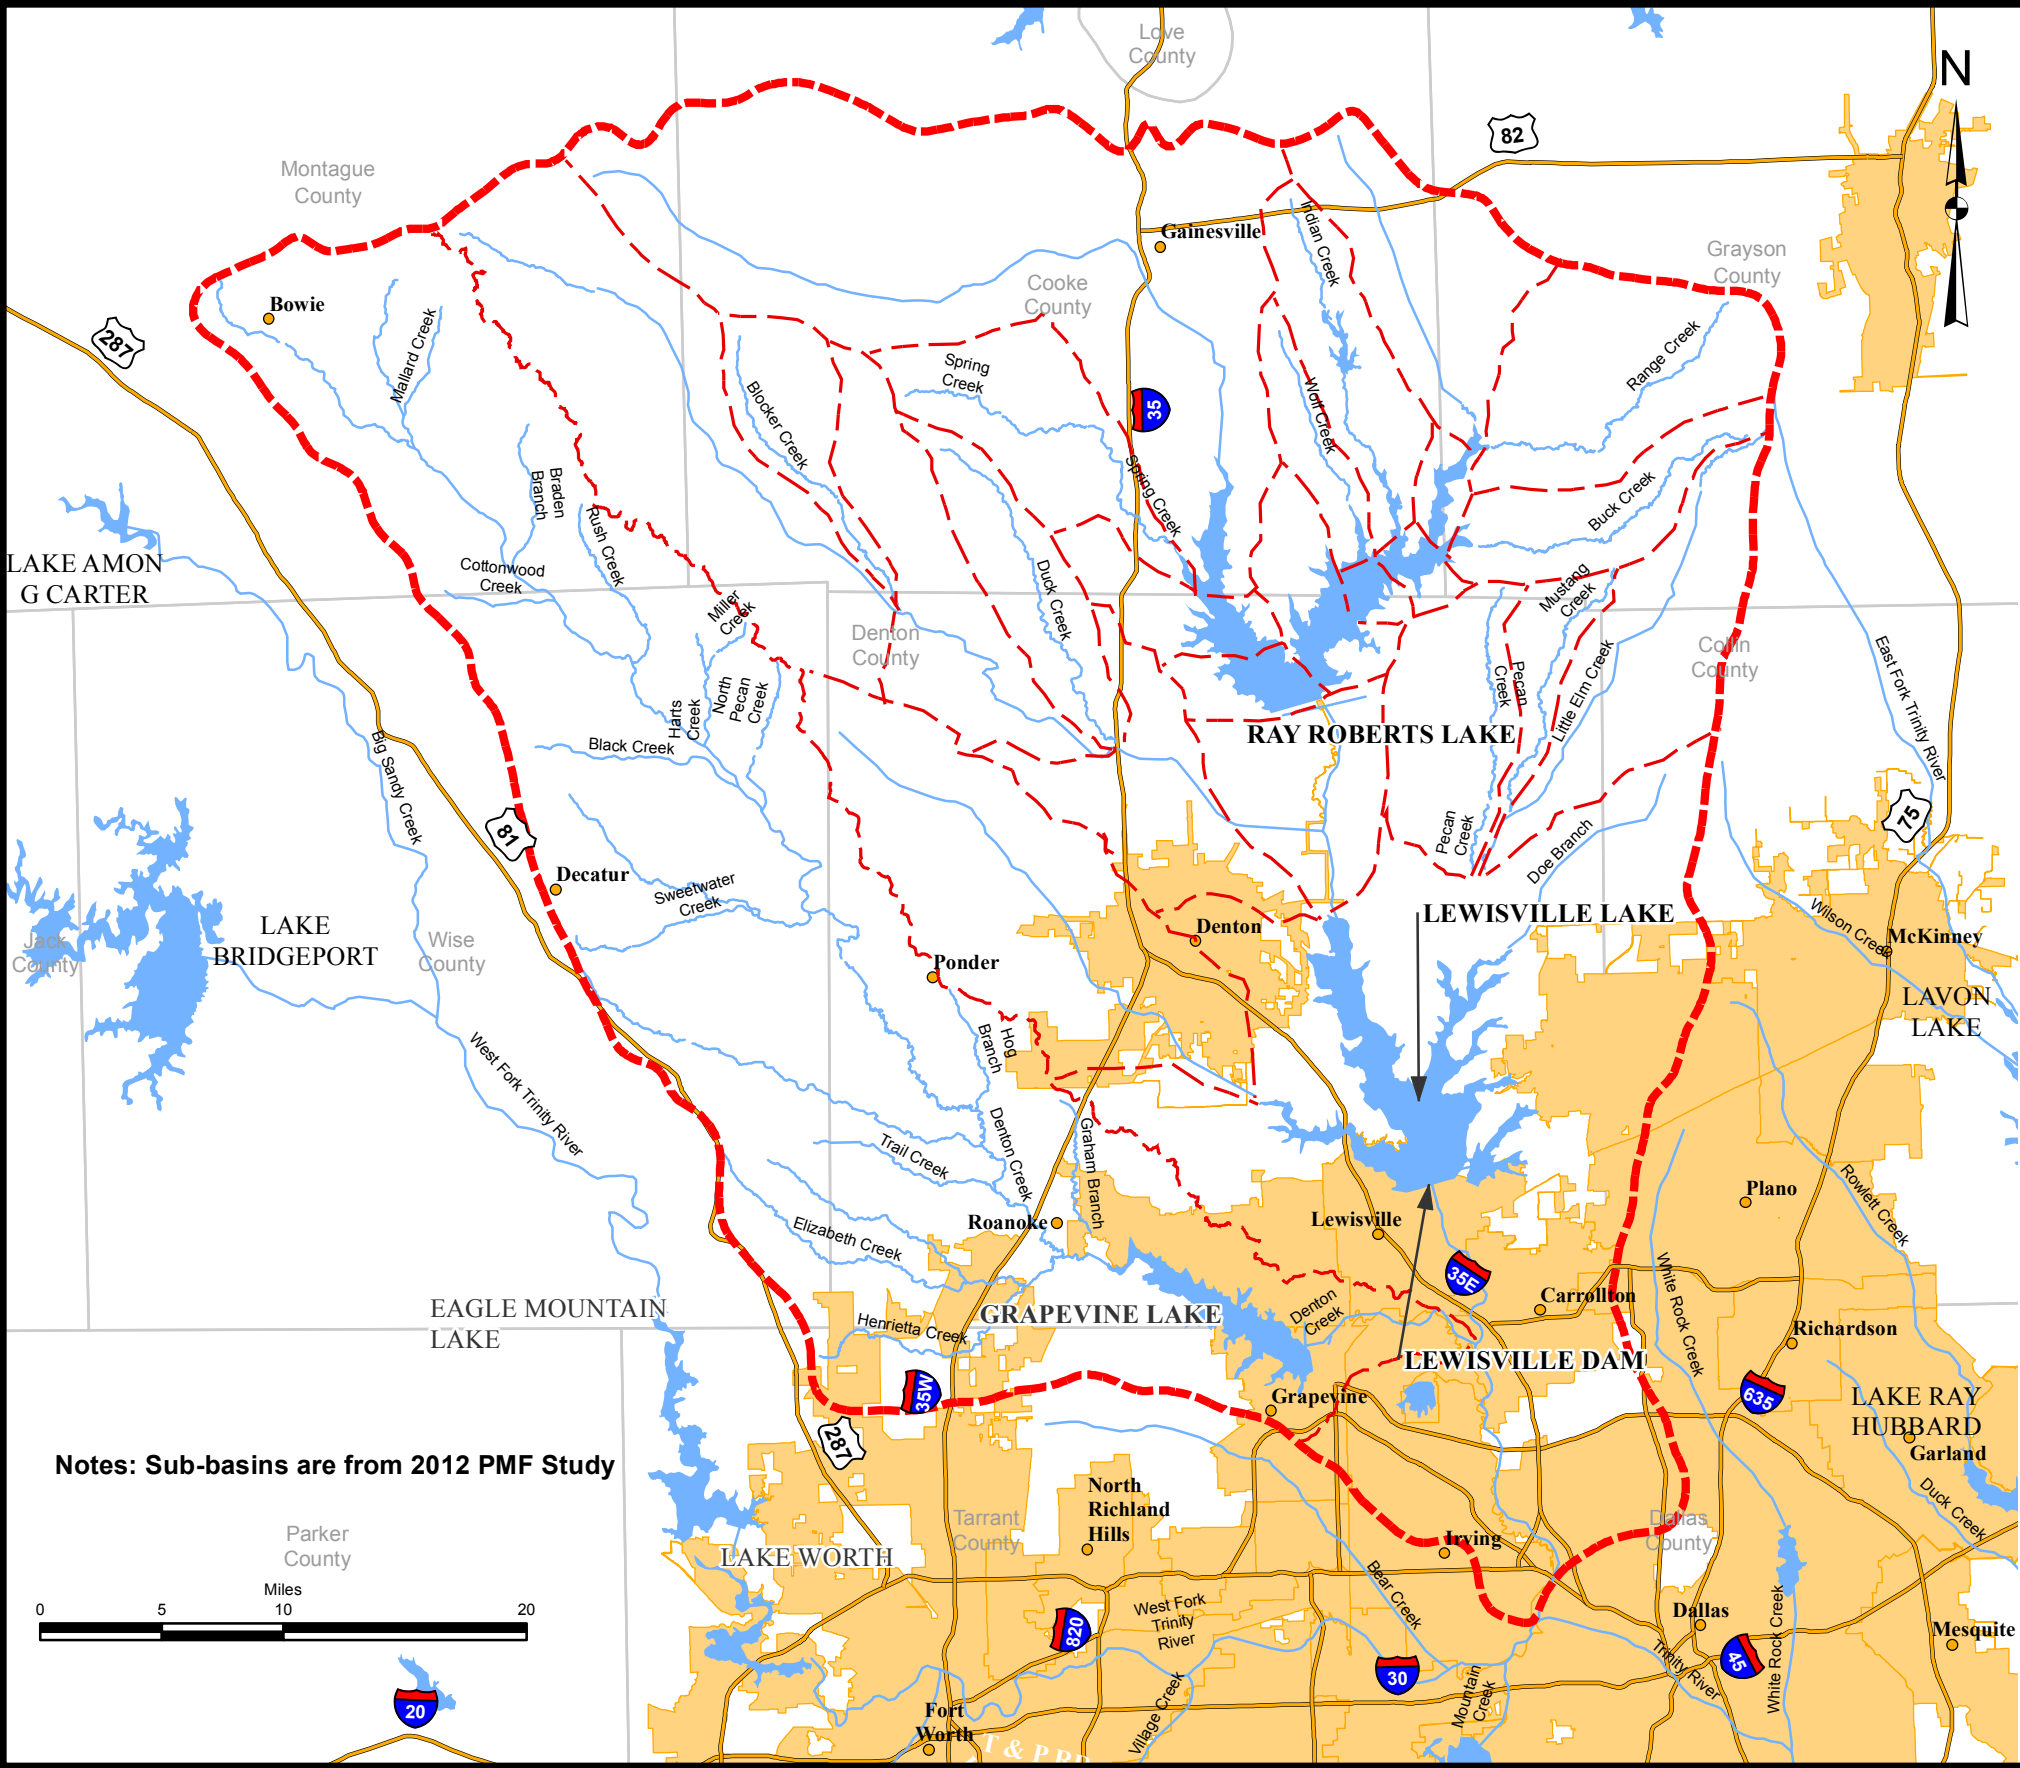 Love
County
N
82
Montague
County
Gainesville
Indian Creek
Grayson
County
Cooke
County
Bowie
287
Mallard Creek
Range Creek
Spring
Creek
Blocker Creek
Wolf Creek
35
Spring Creek
Braden
Branch
Buck Creek
Rush Creek
LAKE AMON
G CARTER
Cottonwood
Creek
Duck Creek
Mustang
Creek
Miller
Creek
Denton
County
Collin
County
East Fork Trinity River
Pecan
Creek
Little Elm Creek
Harts
Creek
North
Pecan
Creek
Black Creek
RAY ROBERTS LAKE
Big Sandy Creek
81
75
Pecan
Creek
Doe Branch
Decatur
Sweetwater
Creek
LEWISVILLE LAKE
Wilson Creek
LAKE
BRIDGEPORT
Jack
County
Wise
County
Denton
McKinney
Ponder
LAVON
LAKE
Hog
Branch
West Fork Trinity River
Denton Creek
Graham Branch
Trail Creek
Rowlett Creek
Plano
Roanoke
Lewisville
Elizabeth Creek
White Rock Creek
35E
EAGLE MOUNTAIN
LAKE
GRAPEVINE LAKE
Denton
Creek
Carrollton
Henrietta Creek
Richardson
LEWISVILLE DAM
35W
Grapevine
635
LAKE RAY
HUBBARD
287
Garland
Notes: Sub-basins are from 2012 PMF Study
North
Richland
Hills
Duck Creek
Tarrant
County
Dallas
County
Parker
County
Irving
LAKE WORTH
Miles
0 5 10 20
Bear Creek
West Fork
Trinity
River
820
Dallas
Mesquite
White Rock Creek
Trinity River
45
30
Mountain
Creek
Village Creek
20
Fort
Worth
T & P RR